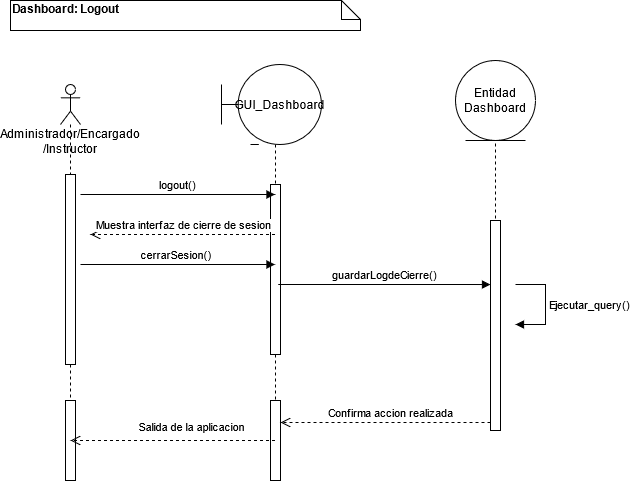 Dashboard: Logout
GUI_Dashboard
Entidad
Dashboard
Administrador/Encargado
/Instructor
logout()
Muestra interfaz de cierre de sesion
cerrarSesion()
guardarLogdeCierre()
Ejecutar_query()
Confirma accion realizada
Salida de la aplicacion